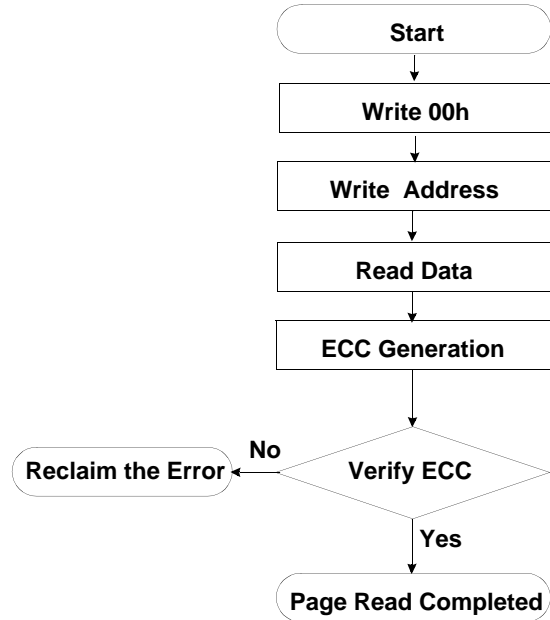 Start
Write 00h
Write Address
Read Data
ECC Generation
No
Reclaim the Error
Verify ECC
Yes
Page Read Completed